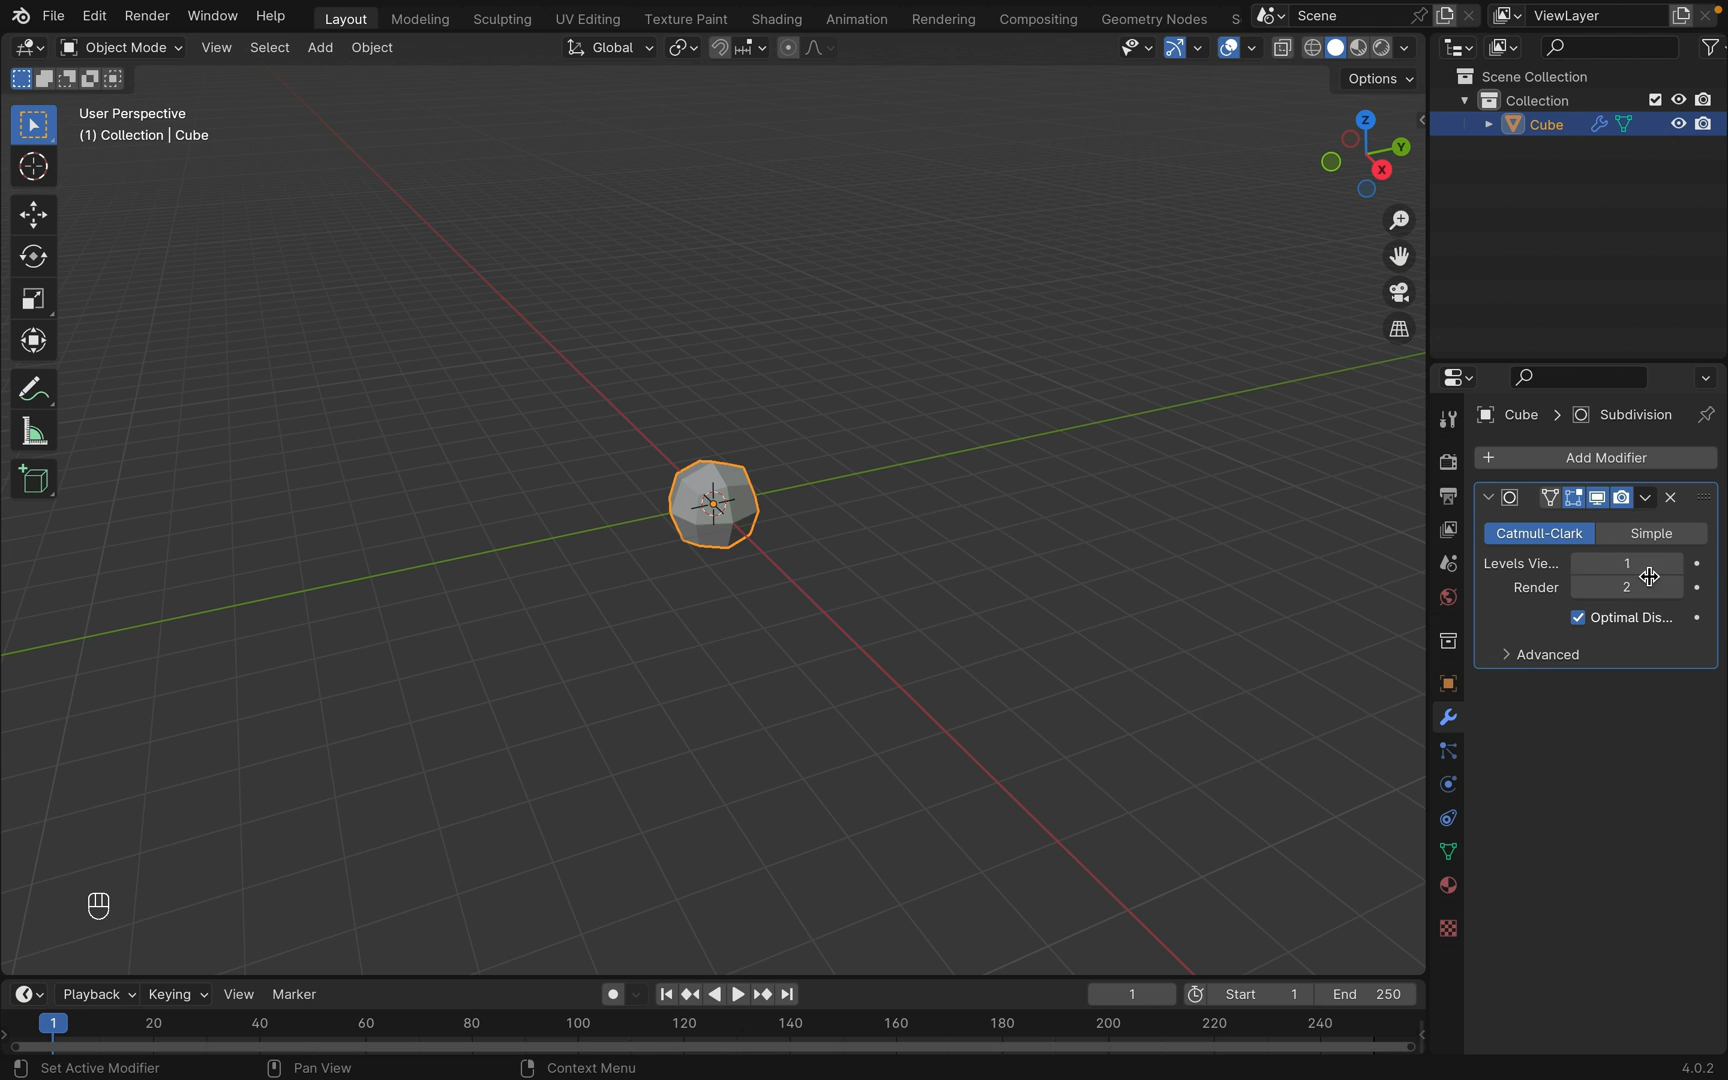 File Edit Render Window Help Layout Modeling Sculpting UV Editing Texture Paint Shading Animation Rendering Compositing Geometry Nodes S Scene ViewLayer
Object Mode View Select Add Object Global
Options
User Perspective
(1) Collection | Cube
Z
Y
X
Scene Collection
Collection
Cube
Cube > Subdivision
+ Add Modifier
Catmull-Clark Simple
Levels Vie... 1
Render 2
Optimal Dis...
Advanced
Playback Keying View Marker 1 Start 1 End 250
1 20 40 60 80 100 120 140 160 180 200 220 240
Set Active Modifier Pan View Context Menu 4.0.2